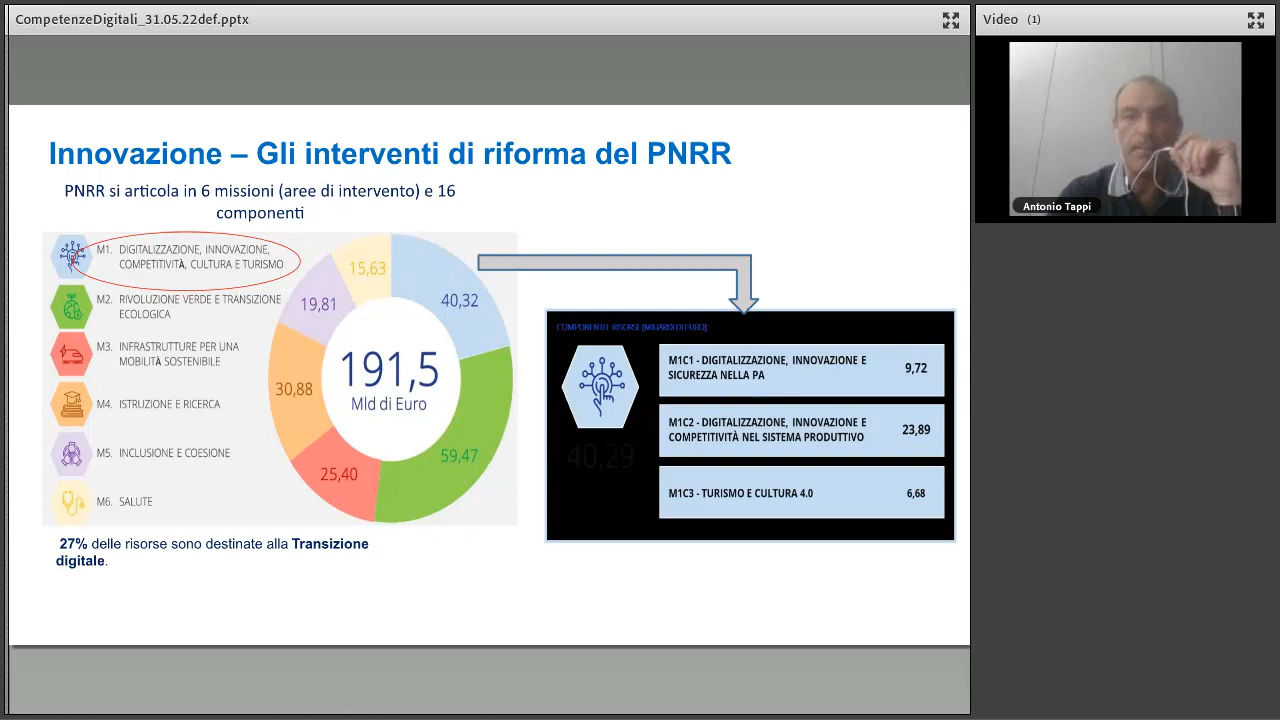 CompetenzeDigitali_31.05.22def.pptx
Video (1)
Antonio Tappi
Innovazione – Gli interventi di riforma del PNRR
PNRR si articola in 6 missioni (aree di intervento) e 16
componenti
M1. DIGITALIZZAZIONE, INNOVAZIONE,
COMPETITIVITÀ, CULTURA E TURISMO
M2. RIVOLUZIONE VERDE E TRANSIZIONE
ECOLOGICA
M3. INFRASTRUTTURE PER UNA
MOBILITÀ SOSTENIBILE
M4. ISTRUZIONE E RICERCA
M5. INCLUSIONE E COESIONE
M6. SALUTE
15,63
40,32
19,81
30,88
25,40
59,47
191,5
Mld di Euro
27% delle risorse sono destinate alla Transizione
digitale.
COMPONENTE RISORSE (MILIARDI DI EURO):
40,29
M1C1 - DIGITALIZZAZIONE, INNOVAZIONE E
SICUREZZA NELLA PA
9,72
M1C2 - DIGITALIZZAZIONE, INNOVAZIONE E
COMPETITIVITÀ NEL SISTEMA PRODUTTIVO
23,89
M1C3 - TURISMO E CULTURA 4.0
6,68